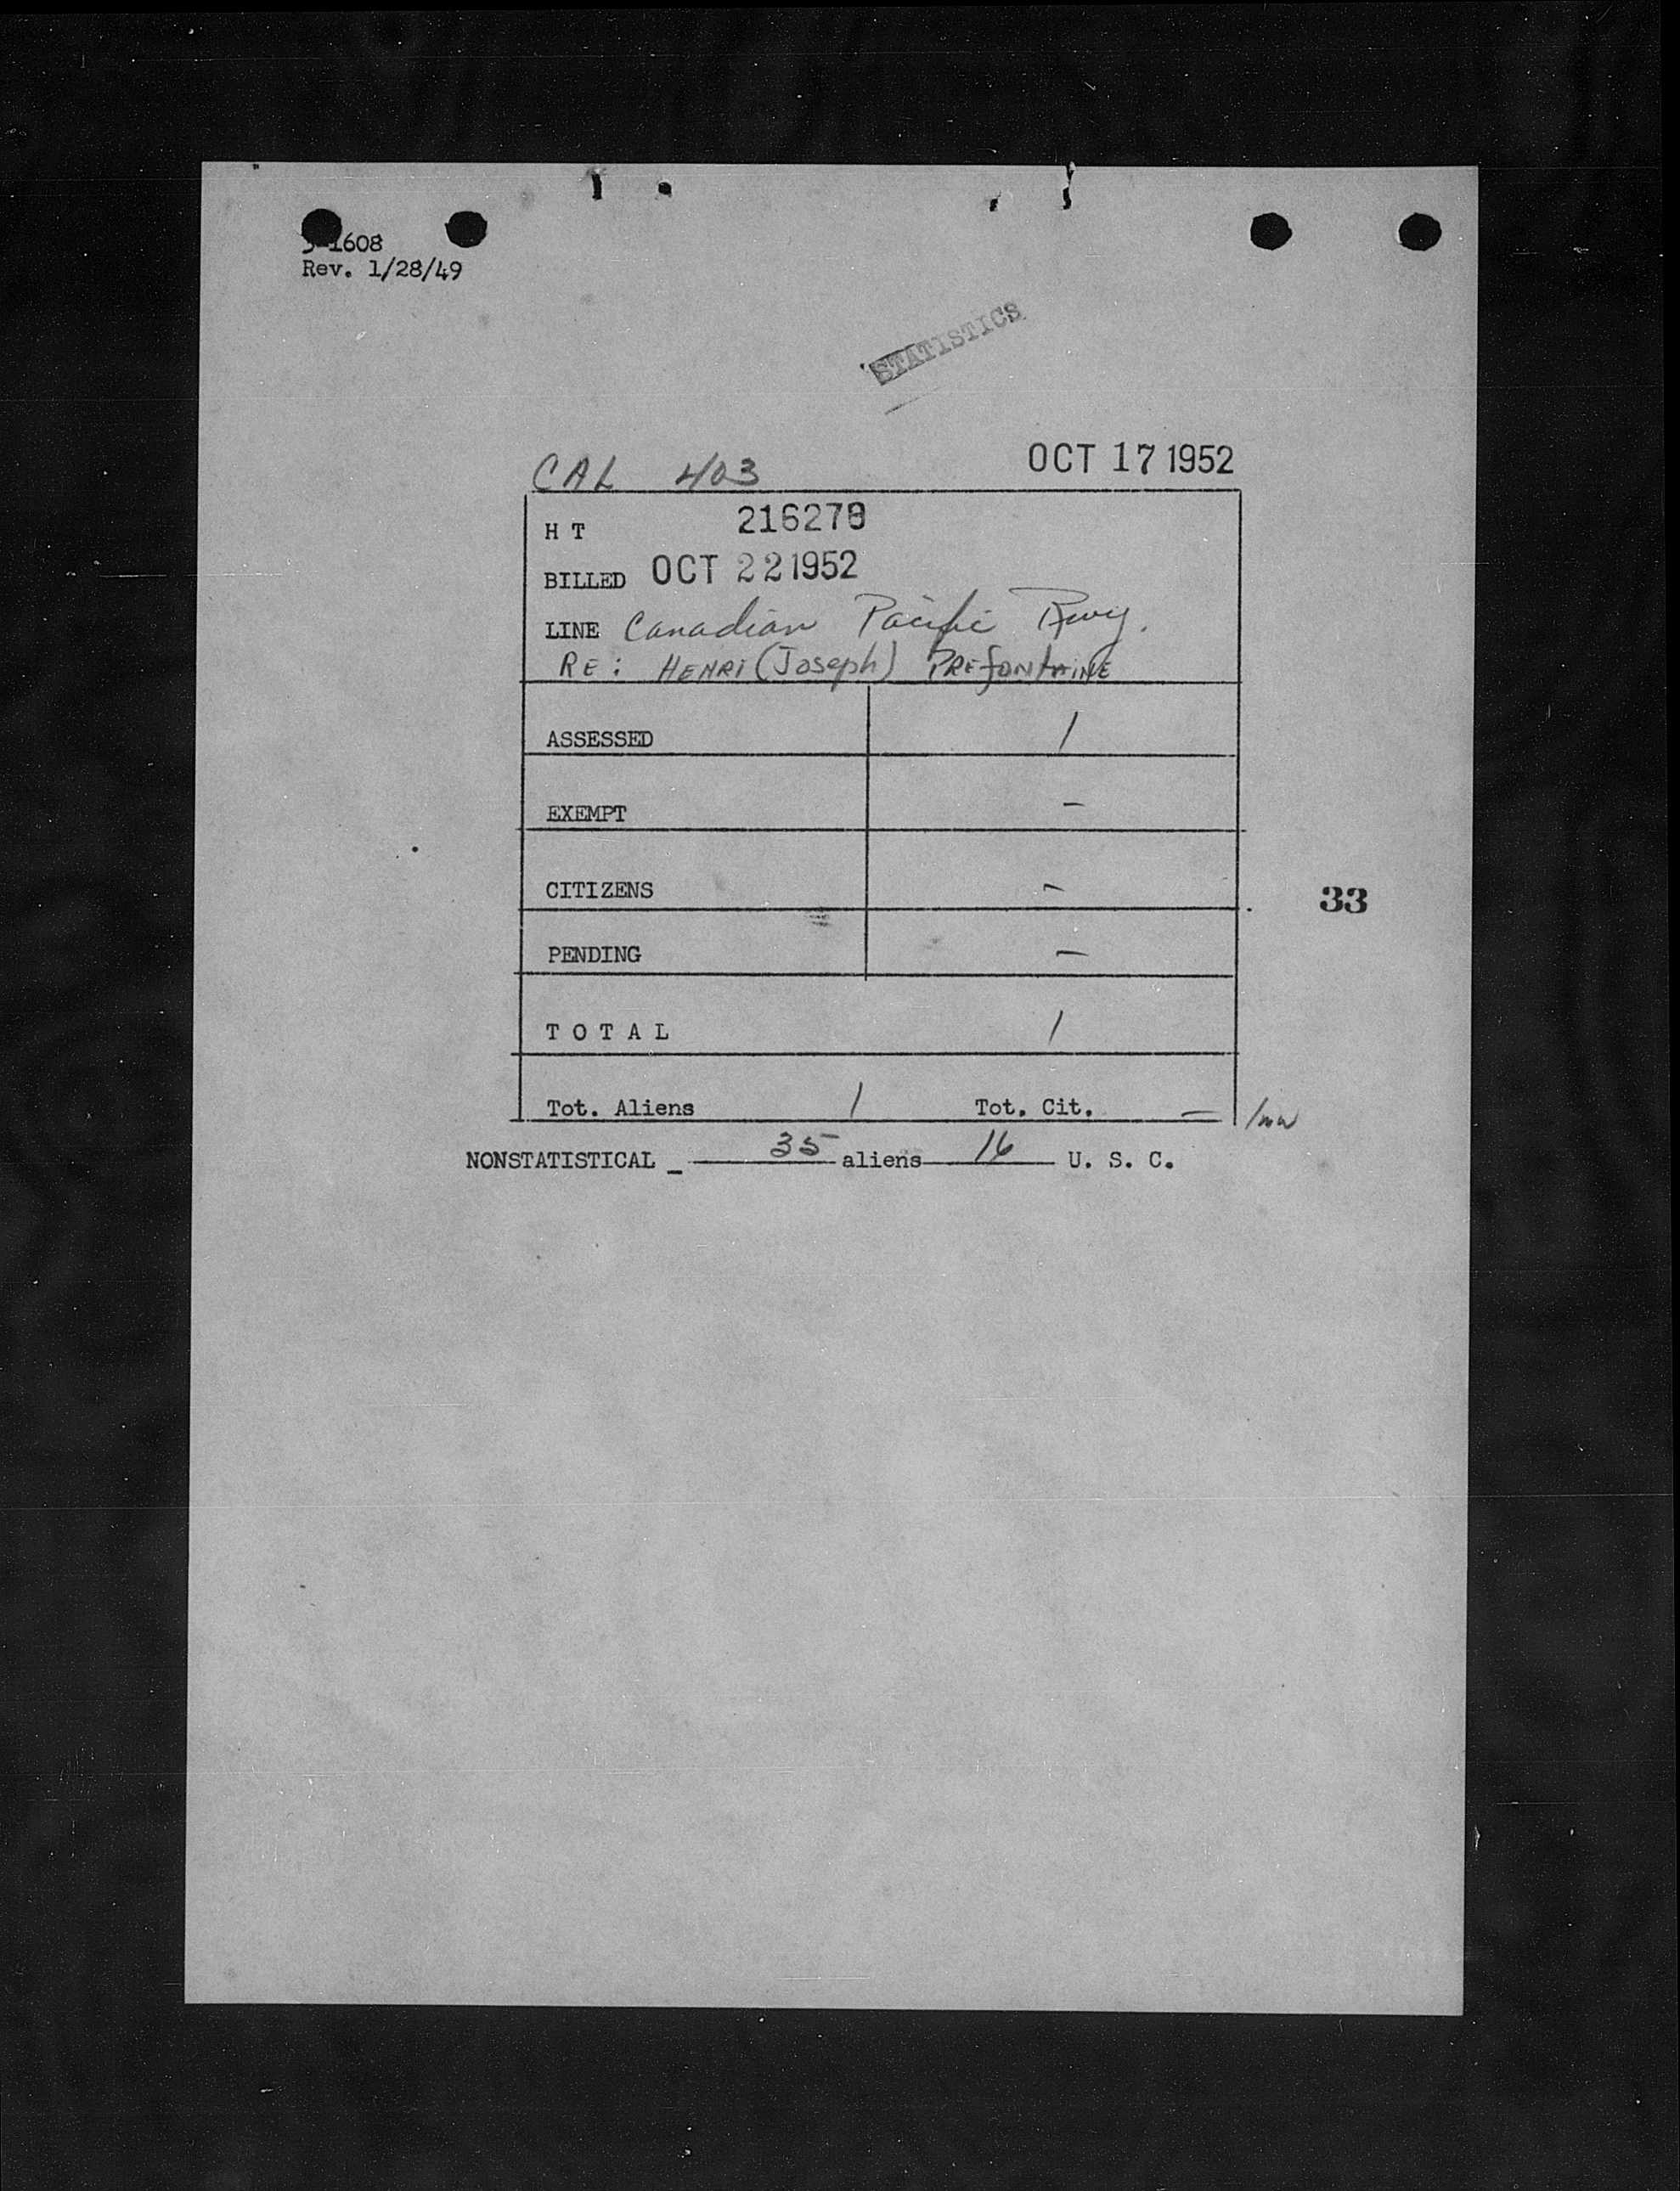 1608
Rev. 1/28/49
STATISTICS
CAL 403 OCT 17 1952
H T 216278
BILLED OCT 22 1952
LINE Canadian Pacific Rwy.
RE: HENRI (Joseph) PREfontAINE
ASSESSED 1
EXEMPT –
CITIZENS –
33
PENDING –
T O T A L 1
Tot. Aliens 1 Tot. Cit. – /mw
NONSTATISTICAL _ 35 aliens 16 U. S. C.